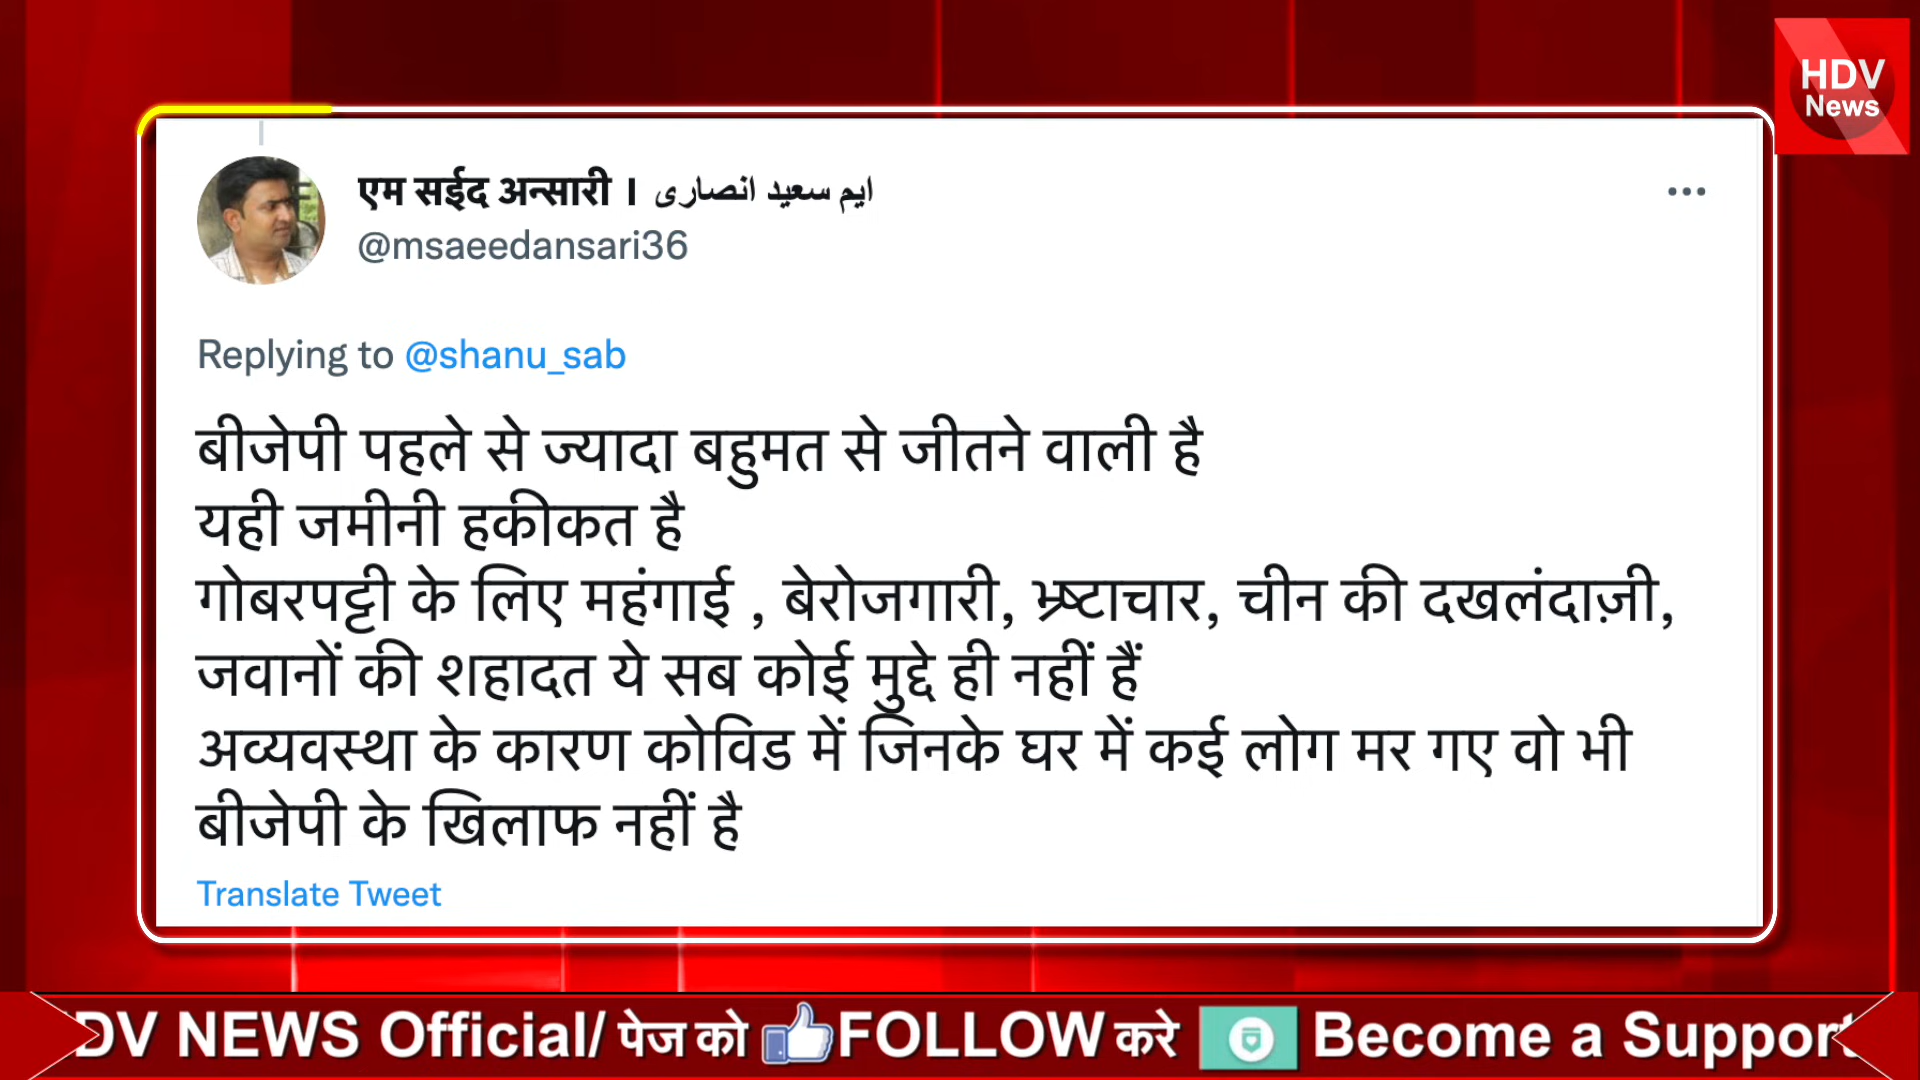 HDV
News
एम सईद अन्सारी । ایم سعید انصاری
@msaeedansari36
Replying to @shanu_sab
बीजेपी पहले से ज्यादा बहुमत से जीतने वाली है
यही जमीनी हकीकत है
गोबरपट्टी के लिए महंगाई , बेरोजगारी, भ्र्ष्टाचार, चीन की दखलंदाज़ी,
जवानों की शहादत ये सब कोई मुद्दे ही नहीं हैं
अव्यवस्था के कारण कोविड में जिनके घर में कई लोग मर गए वो भी
बीजेपी के खिलाफ नहीं है
Translate Tweet
DV NEWS Official/ पेज को FOLLOW करे Become a Support